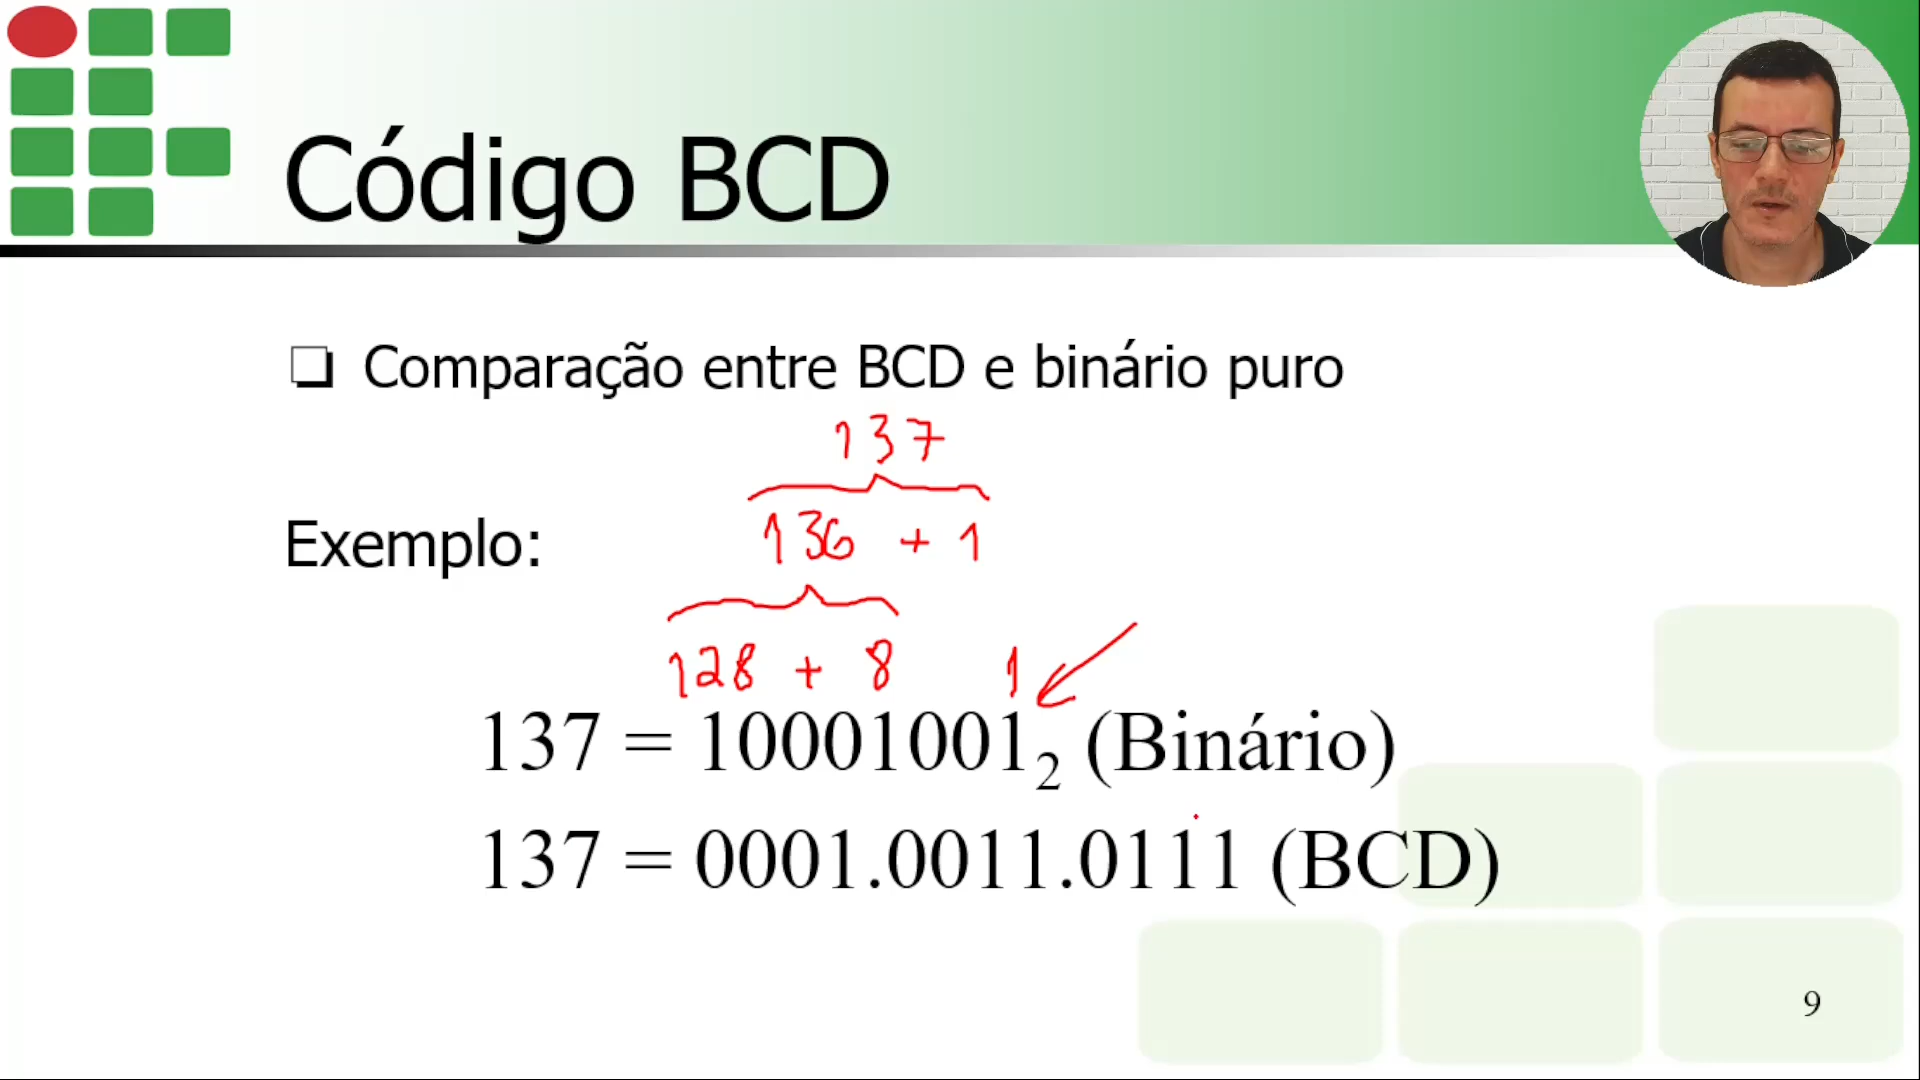 Código BCD
❑ Comparação entre BCD e binário puro
137
136 + 1
Exemplo:
128 + 8 1
137 = 10001001₂ (Binário)
137 = 0001.0011.0111 (BCD)
9